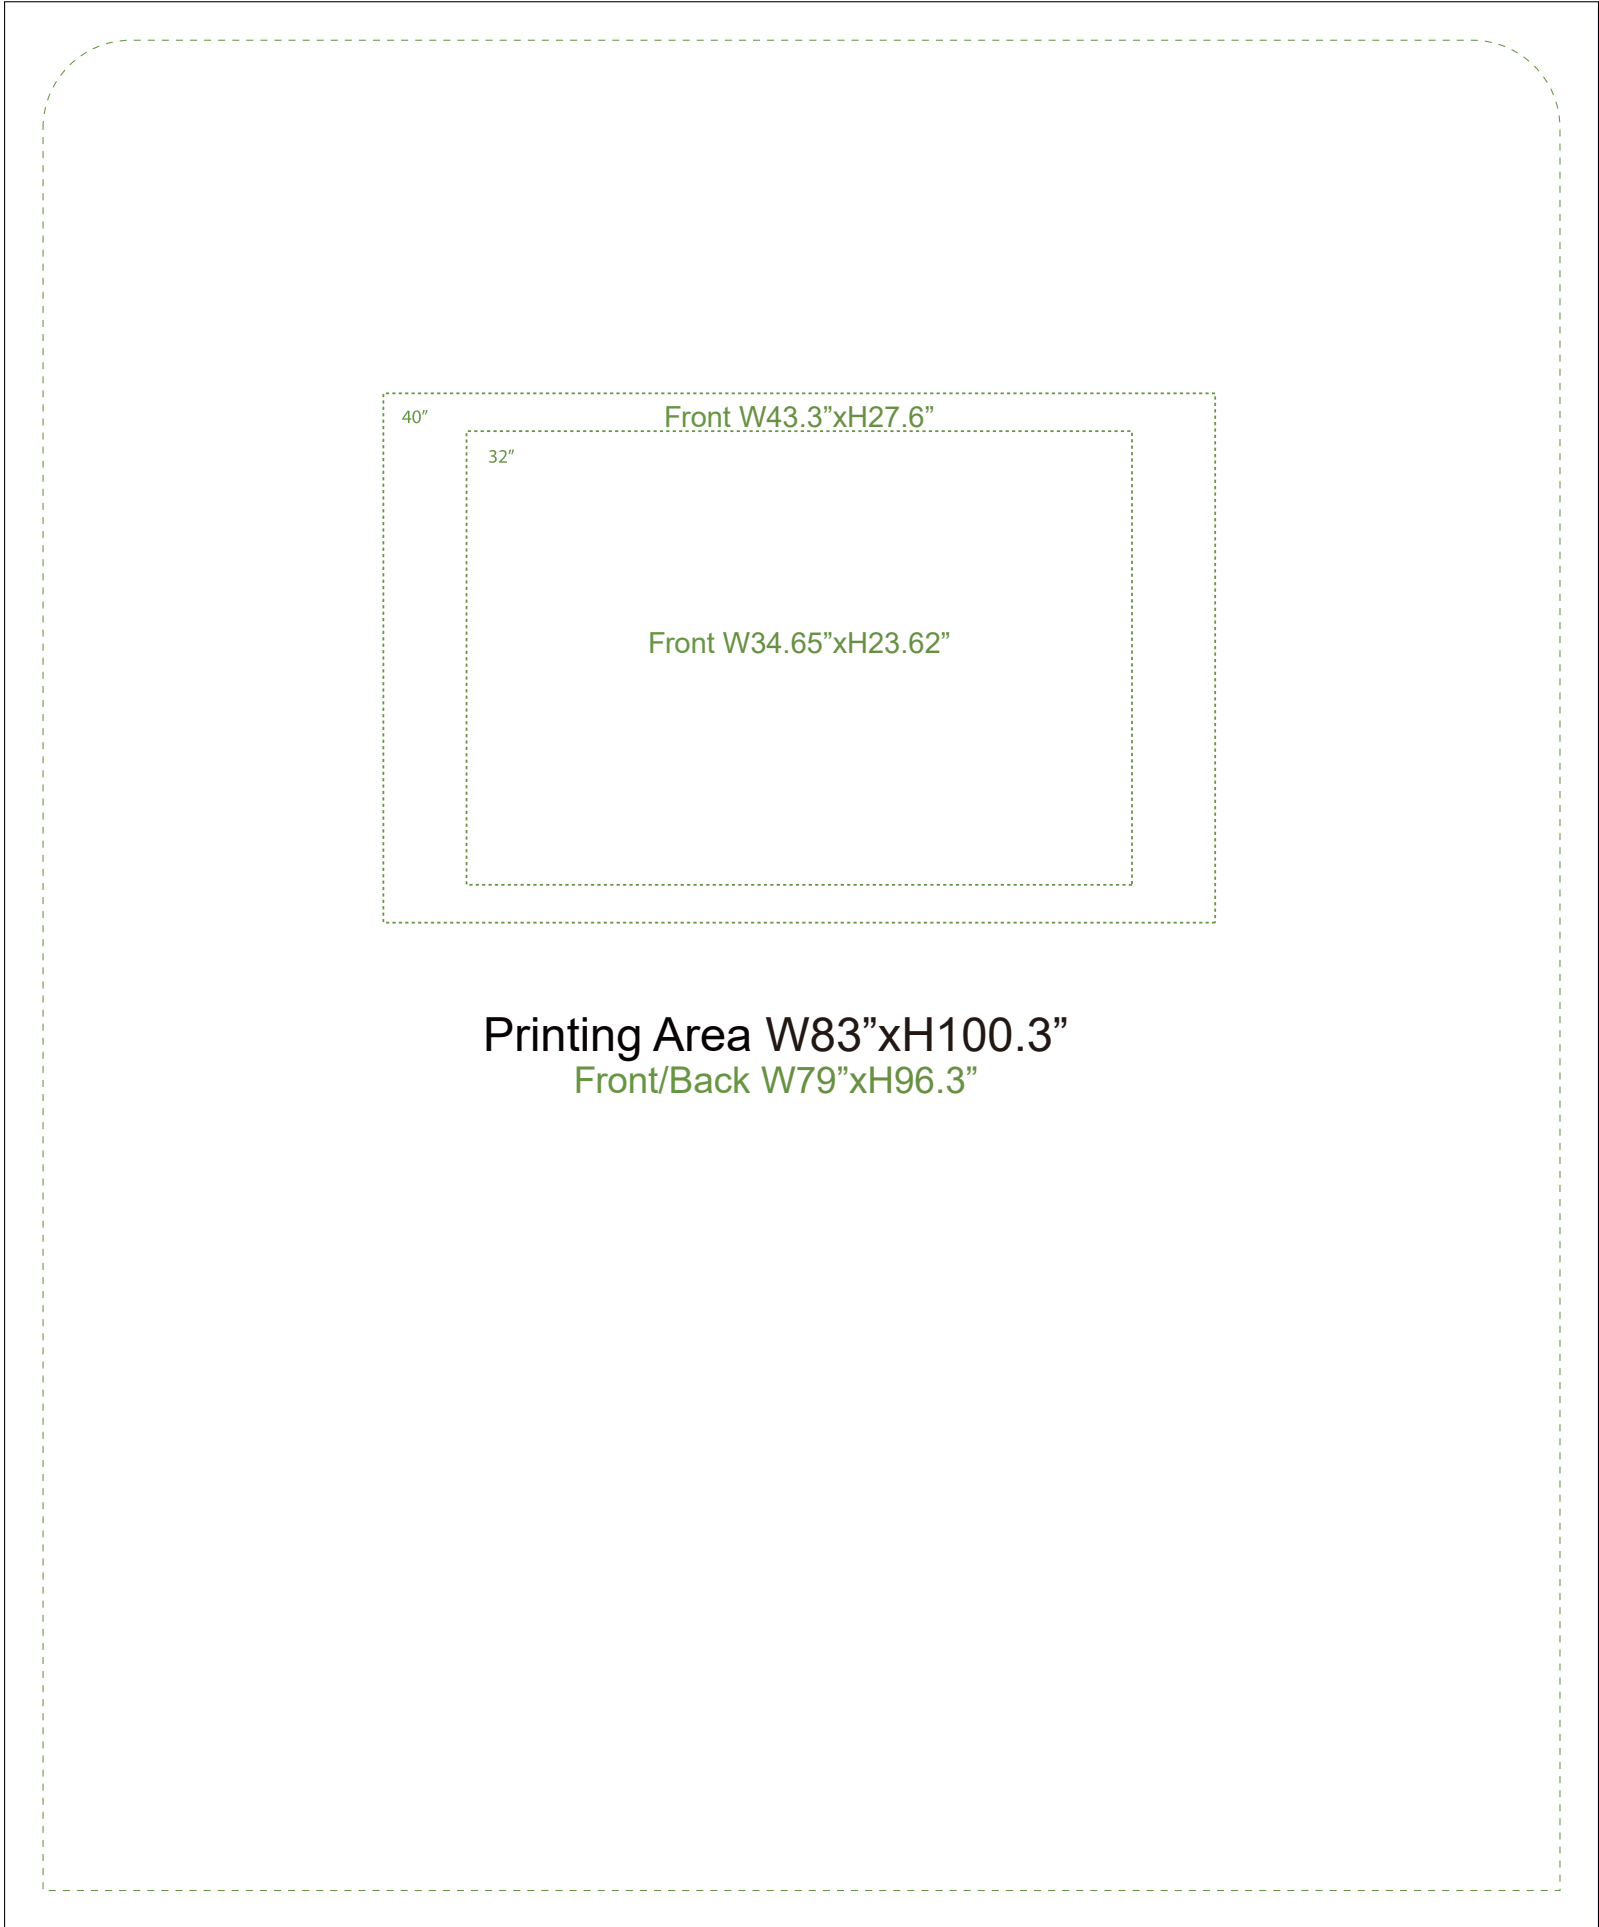 40”
Front W43.3”xH27.6”
32”
Front W34.65”xH23.62”
Printing Area W83”xH100.3”
Front/Back W79”xH96.3”